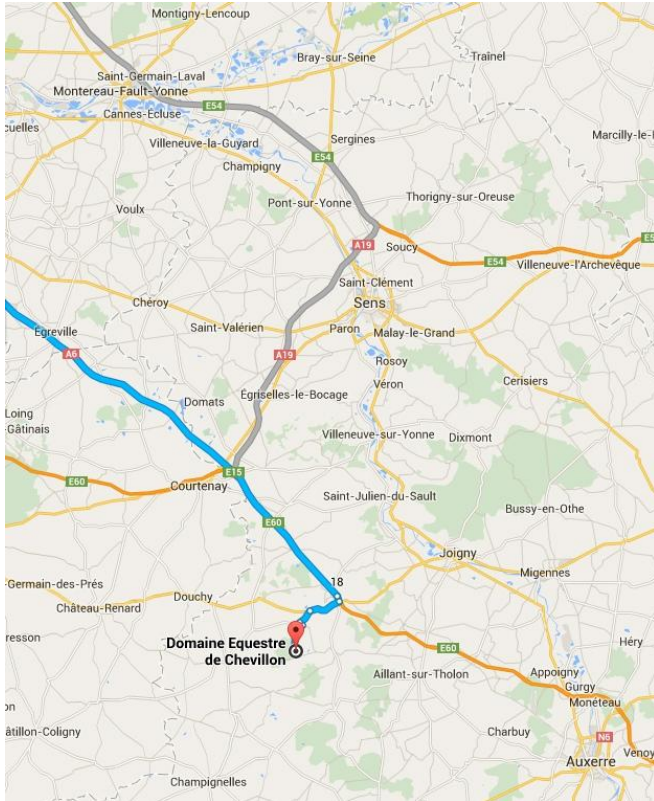 Montigny-Lencoup
Bray-sur-Seine
Traînel
Saint-Germain-Laval
Montereau-Fault-Yonne
E54
Cannes-Écluse
cuelles
Villeneuve-la-Guyard
Sergines
Marcilly-le-
E54
Champigny
Thorigny-sur-Oreuse
Voulx
Pont-sur-Yonne
A19
Soucy
E54
Villeneuve-l'Archevêque
Saint-Clément
Chéroy
Sens
Egreville
Saint-Valérien
Paron
Malay-le-Grand
A6
A19
Rosoy
Véron
Cerisiers
Égriselles-le-Bocage
Domats
Loing
-Gâtinais
Villeneuve-sur-Yonne
Dixmont
E15
E60
Courtenay
Saint-Julien-du-Sault
Bussy-en-Othe
E60
Joigny
Migennes
18
-Germain-des-Prés
Château-Renard
Douchy
Domaine Equestre
de Chevillon
resson
Héry
E60
Aillant-sur-Tholon
Appoigny
Gurgy
Monéteau
on
âtillon-Coligny
Charbuy
N6
Venoy
Auxerre
Champignelles